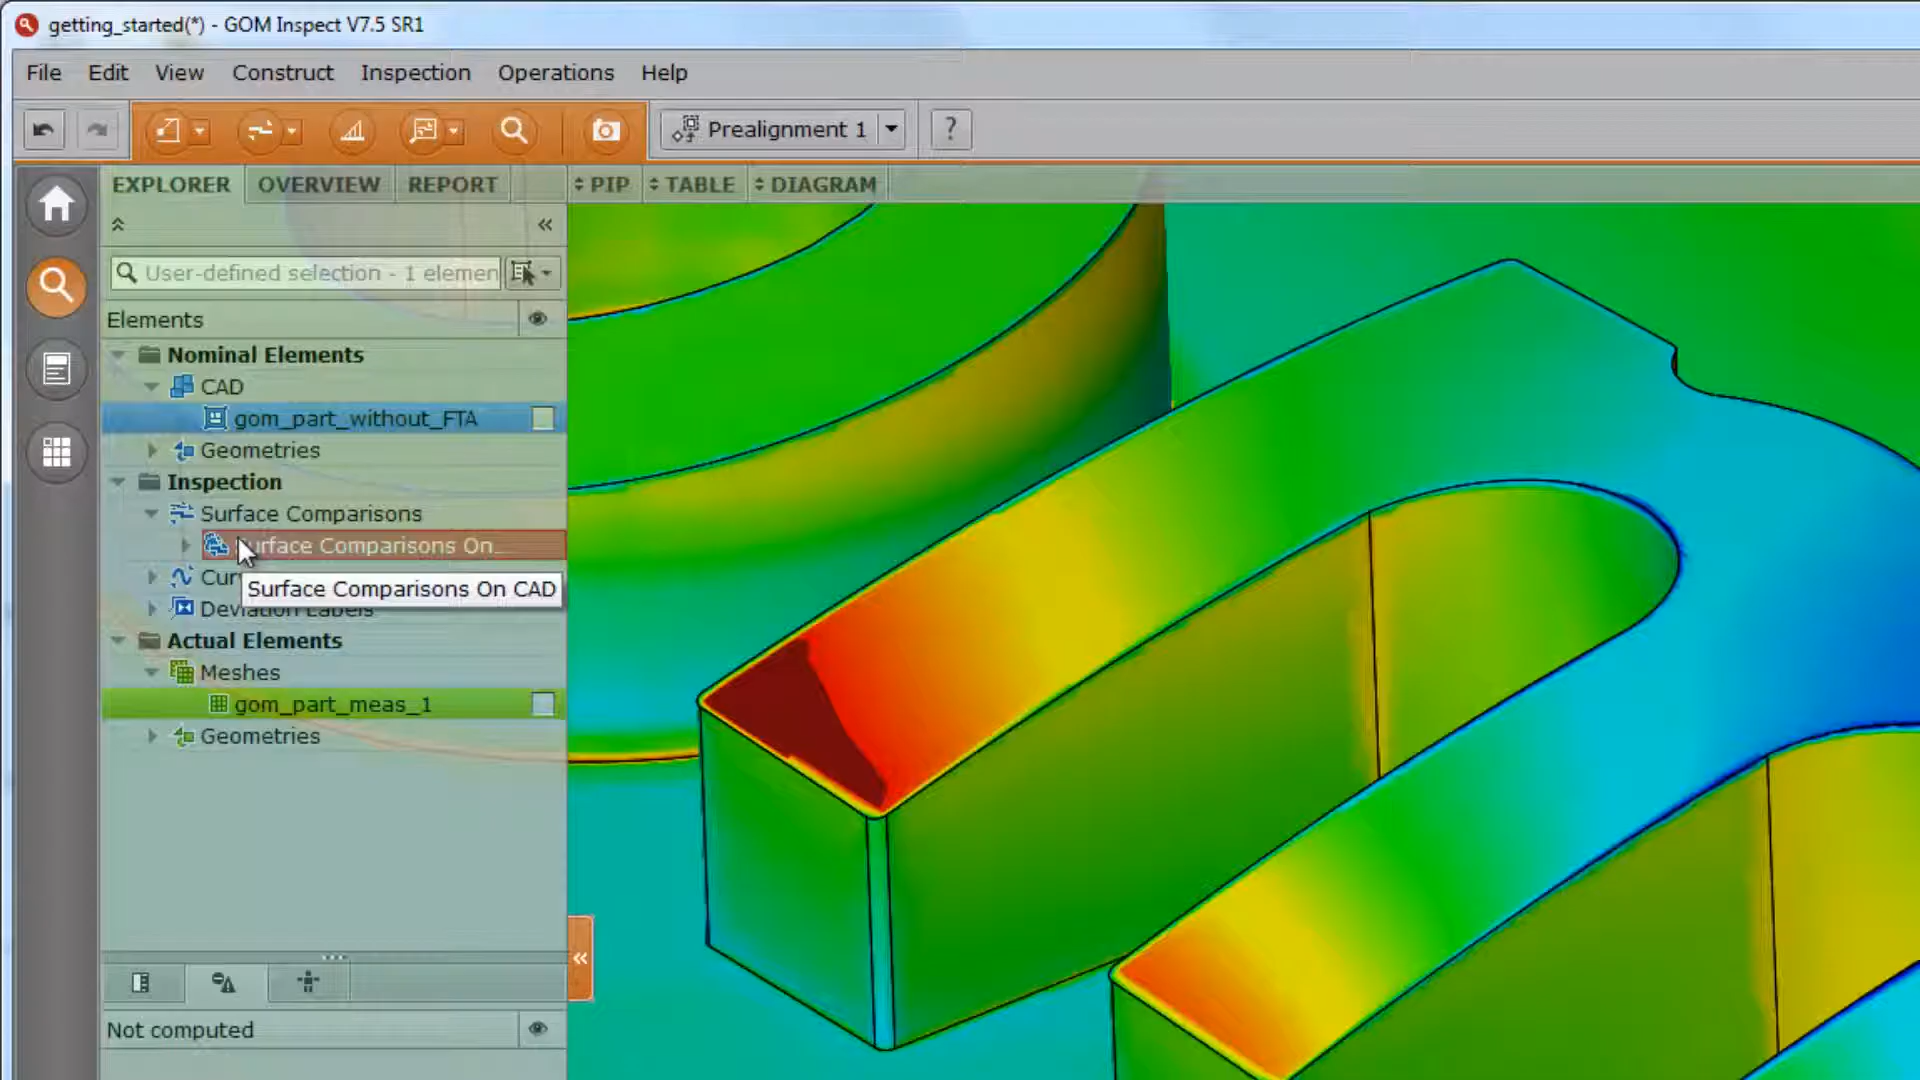 getting_started(*) - GOM Inspect V7.5 SR1
File Edit View Construct Inspection Operations Help
Prealignment 1 ?
EXPLORER OVERVIEW REPORT PIP TABLE DIAGRAM
User-defined selection - 1 elemen
Elements
Nominal Elements
CAD
gom_part_without_FTA
Geometries
Inspection
Surface Comparisons
urface Comparisons On...
Cur
Surface Comparisons On CAD
Deviation Labels
Actual Elements
Meshes
gom_part_meas_1
Geometries
Not computed